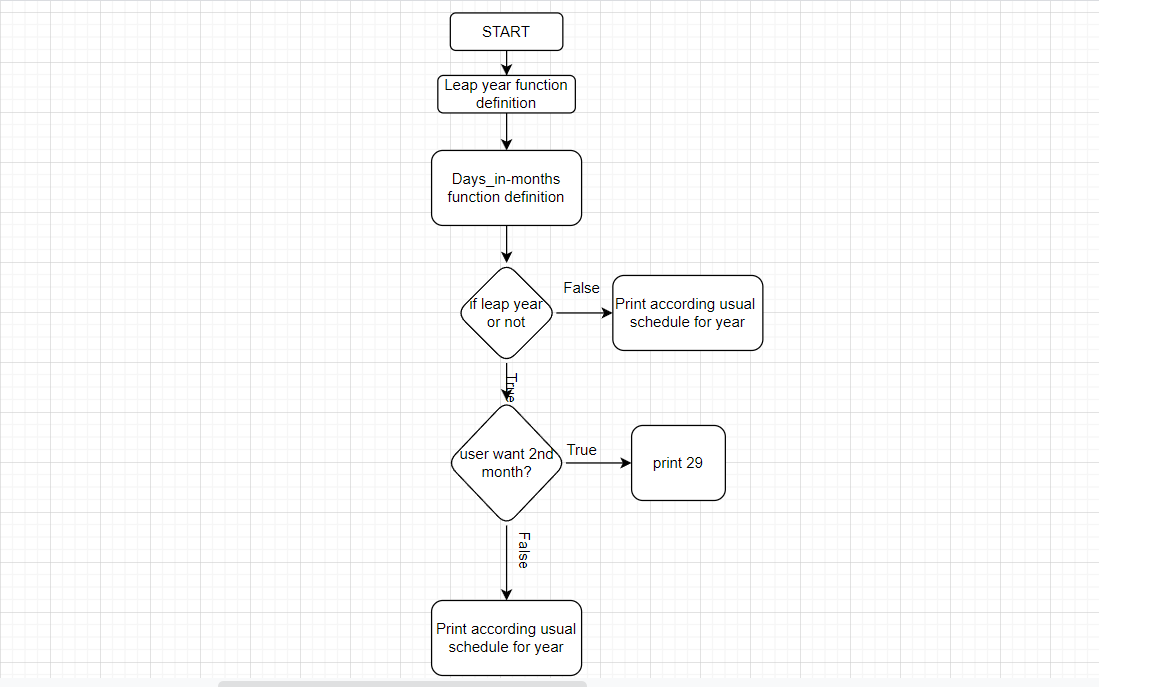 START
Leap year function
definition
Days_in-months
function definition
if leap year
or not
False
Print according usual
schedule for year
True
user want 2nd
month?
True
print 29
False
Print according usual
schedule for year